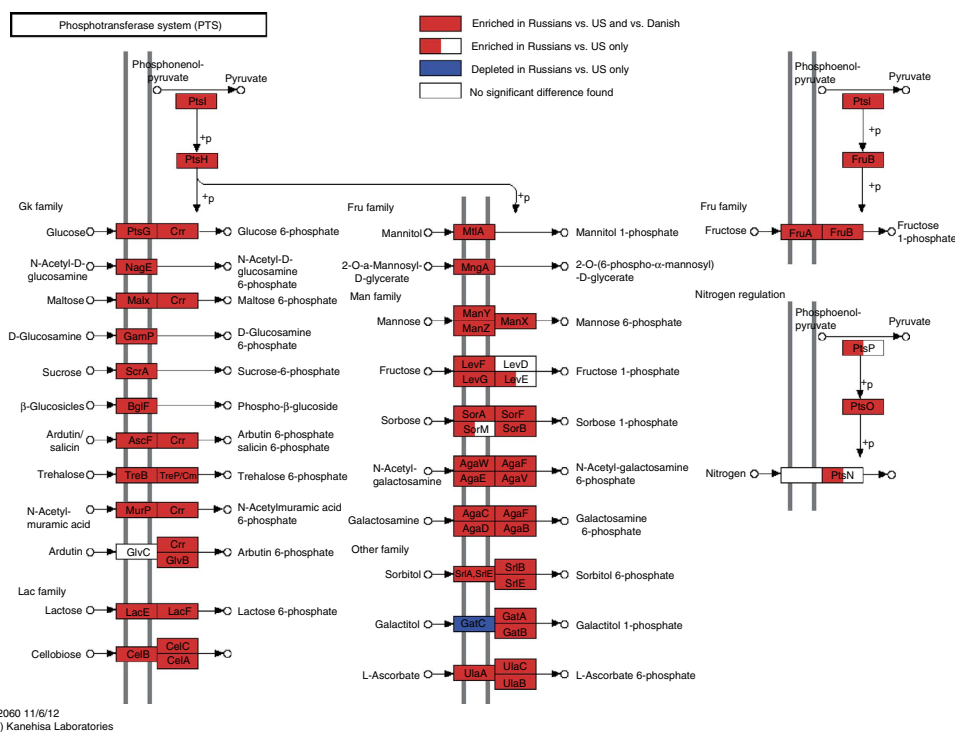 Phosphotransferase system (PTS)
Enriched in Russians vs. US and vs. Danish
Enriched in Russians vs. US only
Depleted in Russians vs. US only
No significant difference found
Phosphonenol-
pyruvate
Pyruvate
PtsI
+p
PtsH
+p
+p
Gk family
Glucose
PtsG
Crr
Glucose 6-phosphate
N-Acetyl-D-
glucosamine
NagE
N-Acetyl-D-
glucosamine
6-phosphate
Maltose
Malx
Crr
Maltose 6-phosphate
D-Glucosamine
GamP
D-Glucosamine
6-phosphate
Sucrose
ScrA
Sucrose-6-phosphate
β-Glucosicles
BglF
Phospho-β-glucoside
Ardutin/
salicin
AscF
Crr
Arbutin 6-phosphate
salicin 6-phosphate
Trehalose
TreB
TreP/Crr
Trehalose 6-phosphate
N-Acetyl-
muramic acid
MurP
Crr
N-Acetylmuramic acid
6-phosphate
Ardutin
GlvC
Crr
GlvB
Arbutin 6-phosphate
Lac family
Lactose
LacE
LacF
Lactose 6-phosphate
Cellobiose
CelB
CelC
CelA
Fru family
Mannitol
MtlA
Mannitol 1-phosphate
2-O-a-Mannosyl-
D-glycerate
MngA
2-O-(6-phospho-α-mannosyl)
-D-glycerate
Man family
Mannose
ManY
ManZ
ManX
Mannose 6-phosphate
Fructose
LevF
LevD
LevG
LevE
Fructose 1-phosphate
Sorbose
SorA
SorF
SorM
SorB
Sorbose 1-phosphate
N-Acetyl-
galactosamine
AgaW
AgaF
AgaE
AgaV
N-Acetyl-galactosamine
6-phosphate
Galactosamine
AgaC
AgaF
AgaD
AgaB
Galactosamine
6-phosphate
Other family
Sorbitol
SrlA,SrlE
SrlB
SrlE
Sorbitol 6-phosphate
Galactitol
GatC
GatA
GatB
Galactitol 1-phosphate
L-Ascorbate
UlaA
UlaC
UlaB
L-Ascorbate 6-phosphate
Phosphoenol-
pyruvate
Pyruvate
PtsI
+p
FruB
+p
Fru family
Fructose
FruA
FruB
Fructose
1-phosphate
Nitrogen regulation
Phosphoenol-
pyruvate
Pyruvate
PtsP
+p
PtsO
+p
Nitrogen
PtsN
2060 11/6/12
) Kanehisa Laboratories